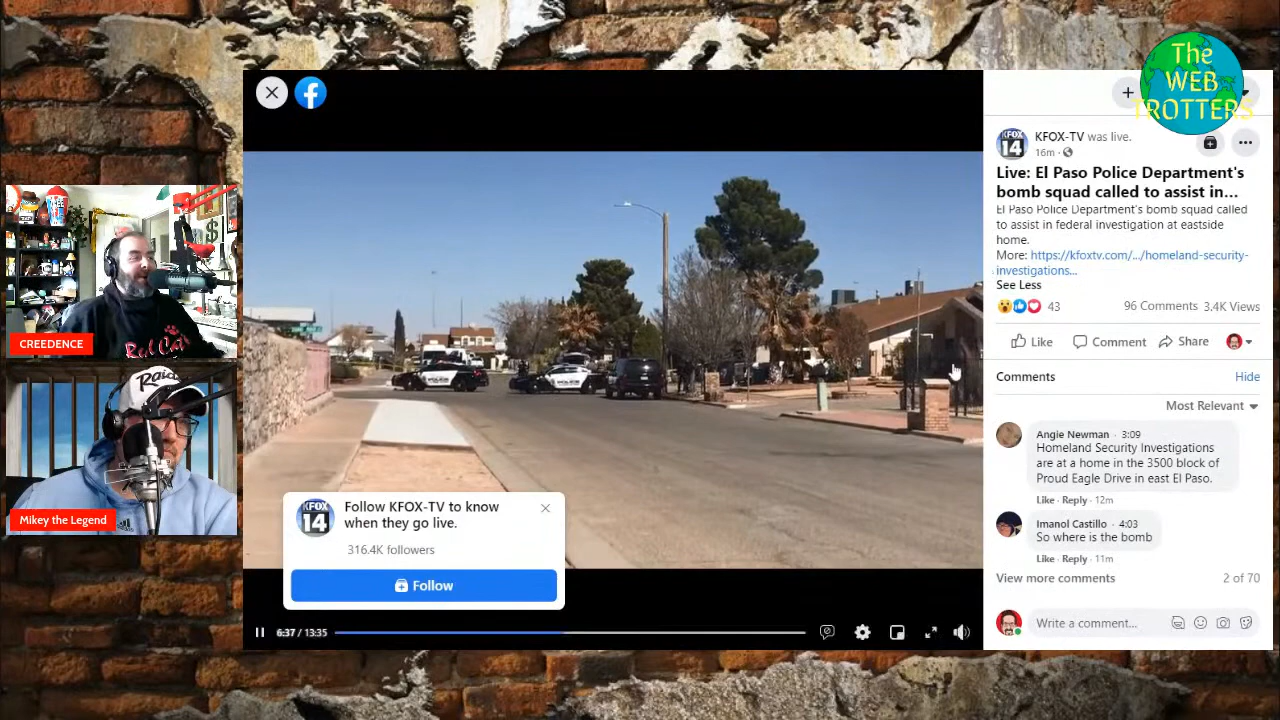 The
WEB
TROTTERS
KFOX-TV was live.
16m
Live: El Paso Police Department's
bomb squad called to assist in...
El Paso Police Department's bomb squad called
to assist in federal investigation at eastside
home.
More: https://kfoxtv.com/.../homeland-security-
investigations...
See Less
43
96 Comments 3.4K Views
Like Comment Share
Comments Hide
Most Relevant
Angie Newman · 3:09
Homeland Security Investigations
are at a home in the 3500 block of
Proud Eagle Drive in east El Paso.
Like · Reply · 12m
Imanol Castillo · 4:03
So where is the bomb
Like · Reply · 11m
View more comments 2 of 70
Write a comment...
KFOX
14
KFOX
14
Follow KFOX-TV to know
when they go live.
316.4K followers
Follow
6:37 / 13:35
CREEDENCE
Raid
Mikey the Legend
POLICE